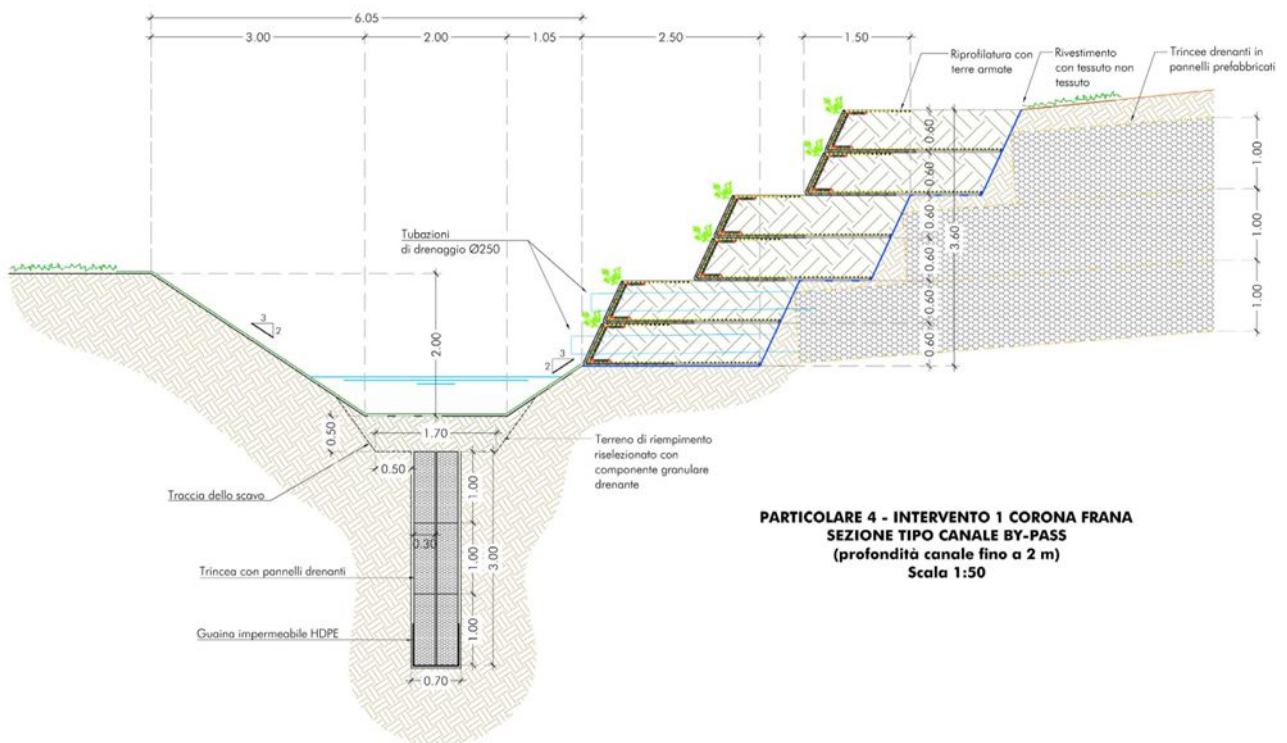 6.05
3.00
2.00
1.05
2.50
1.50
Riprofilatura con
terre armate
Rivestimento
con tessuto non
tessuto
Trincee drenanti in
pannelli prefabbricati
0.60
0.60
0.60
0.60
0.60
0.60
3.60
1.00
1.00
1.00
Tubazioni
di drenaggio Ø250
3
2
2.00
3
2
0.50
1.70
0.50
Terreno di riempimento
riselezionato con
componente granulare
drenante
Traccia dello scavo
1.00
0.30
1.00
3.00
Trincea con pannelli drenanti
1.00
Guaina impermeabile HDPE
0.70
PARTICOLARE 4 - INTERVENTO 1 CORONA FRANA
SEZIONE TIPO CANALE BY-PASS
(profondità canale fino a 2 m)
Scala 1:50